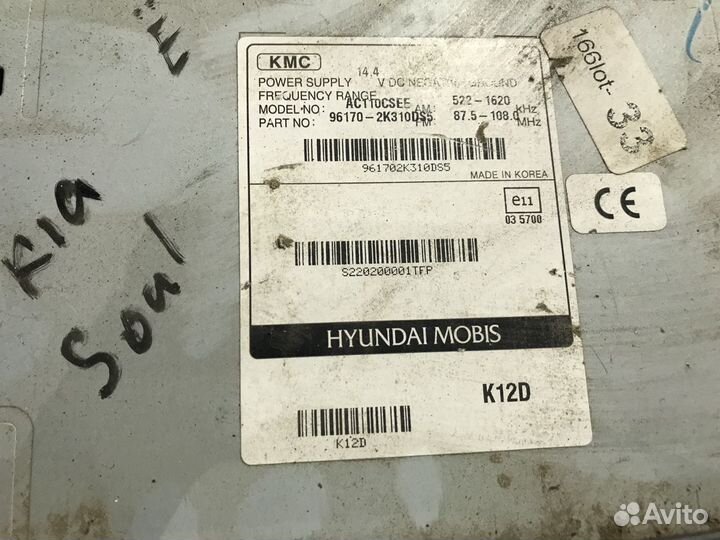 KMC
14.4
POWER SUPPLY V DC NEGATIVE GROUND
FREQUENCY RANGE
MODEL-NO: ACT10CSEE AM: 522-1620 KHz
PART NO: 96170-2K310DS5 FM: 87.5-108.0 MHz
961702K310DS5
MADE IN KOREA
e11
03 5700
CE
S220200001TFP
HYUNDAI MOBIS
K12D
K12D
166lot-33
Kia
Soul
Avito